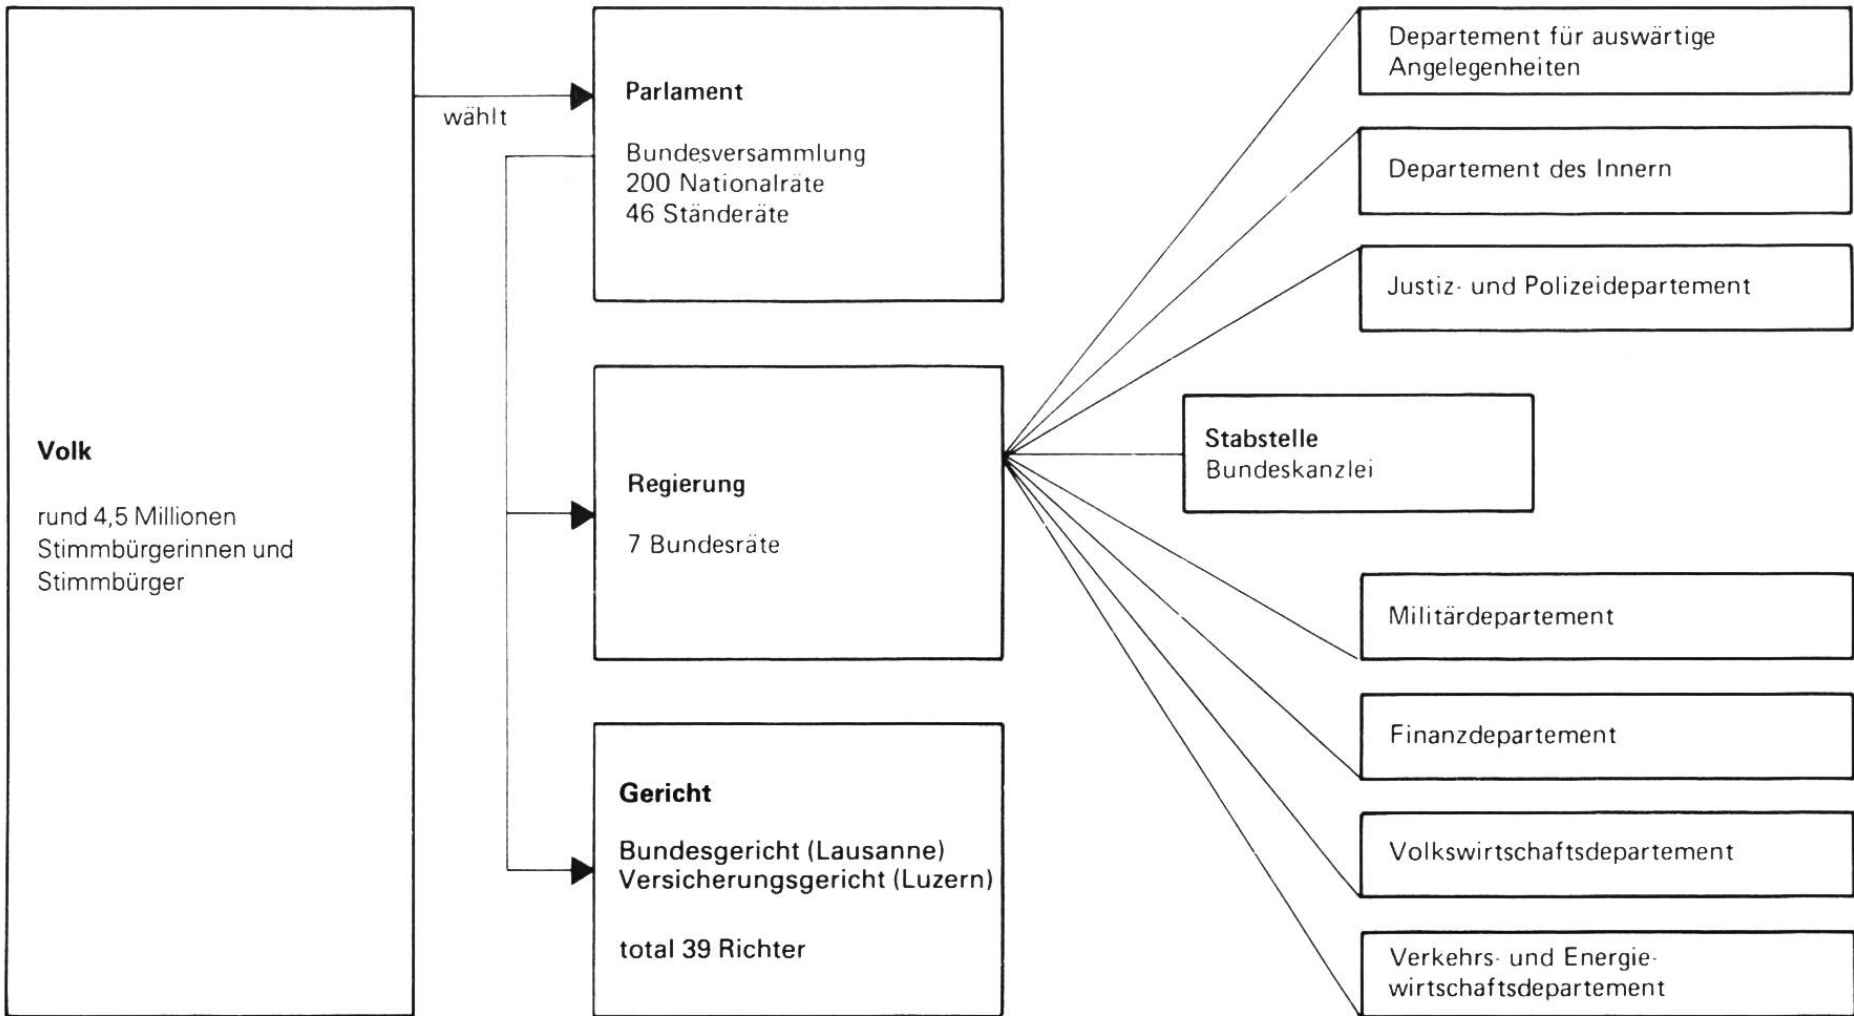 Volk
rund 4,5 Millionen
Stimmbürgerinnen und
Stimmbürger
wählt
Parlament
Bundesversammlung
200 Nationalräte
46 Ständeräte
Regierung
7 Bundesräte
Gericht
Bundesgericht (Lausanne)
Versicherungsgericht (Luzern)
total 39 Richter
Departement für auswärtige
Angelegenheiten
Departement des Innern
Justiz- und Polizeidepartement
Stabstelle
Bundeskanzlei
Militärdepartement
Finanzdepartement
Volkswirtschaftsdepartement
Verkehrs- und Energie-
wirtschaftsdepartement